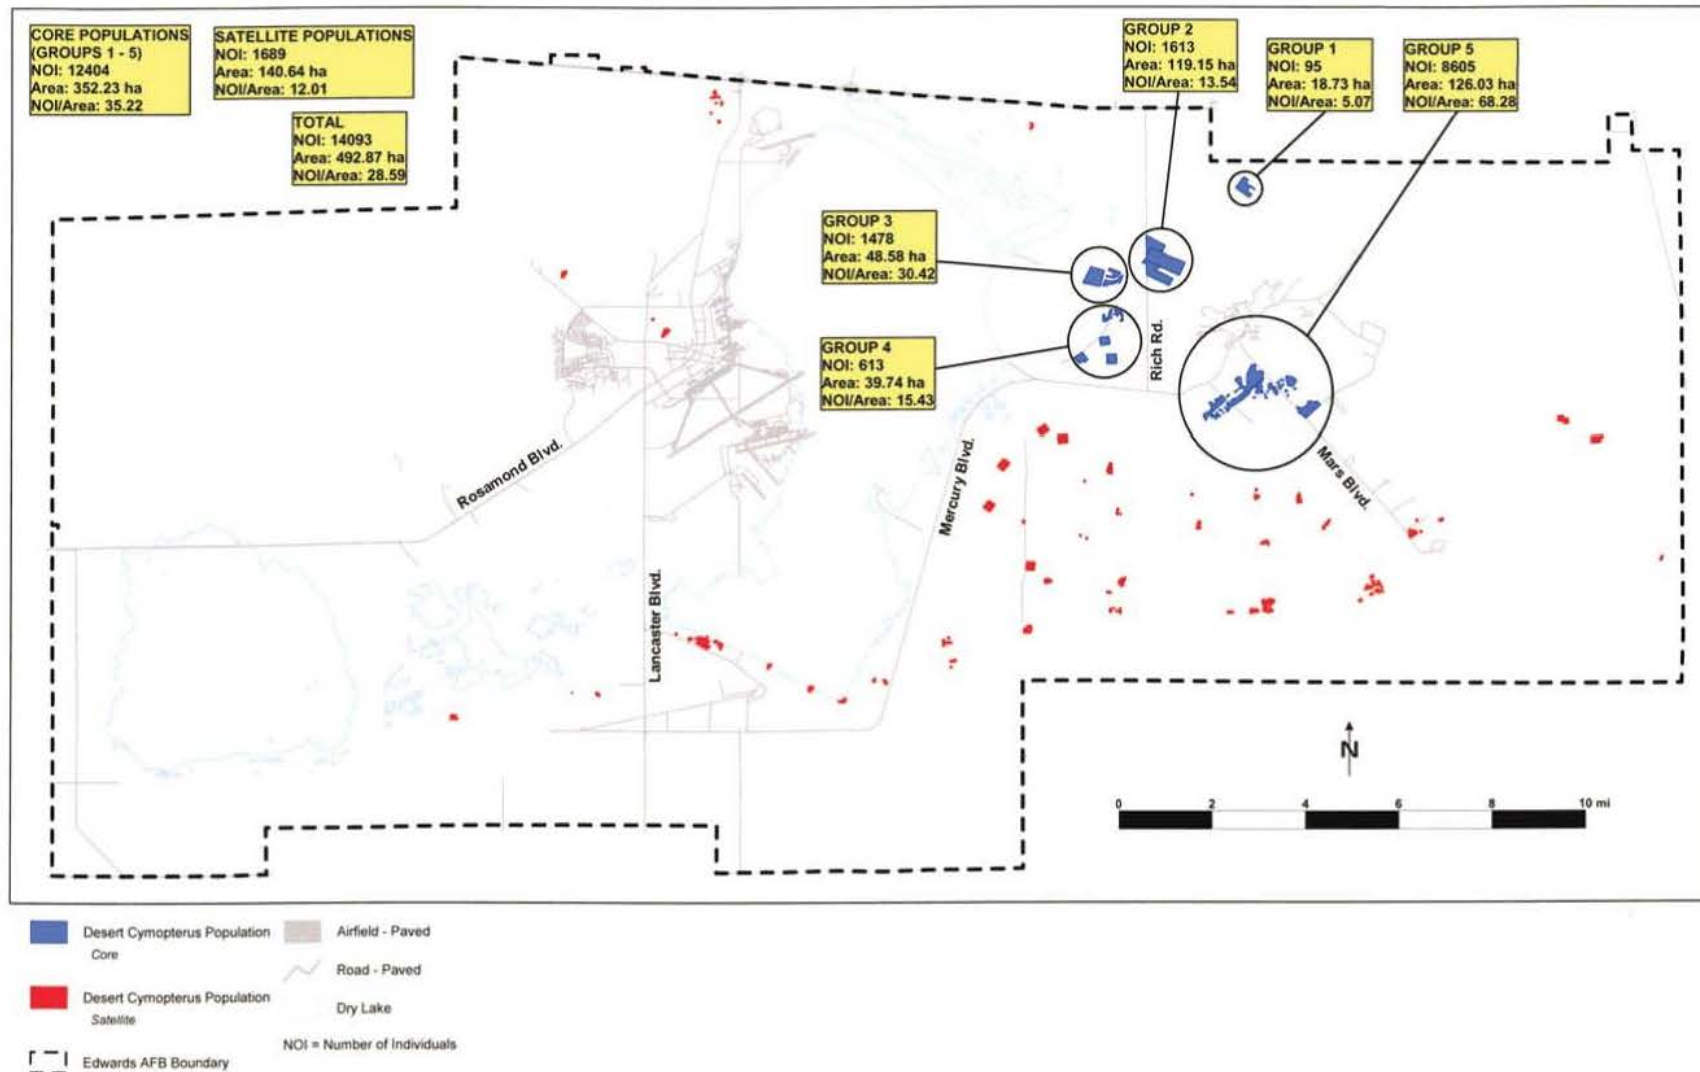 CORE POPULATIONS
(GROUPS 1 - 5)
NOI: 12404
Area: 352.23 ha
NOI/Area: 35.22
SATELLITE POPULATIONS
NOI: 1689
Area: 140.64 ha
NOI/Area: 12.01
TOTAL
NOI: 14093
Area: 492.87 ha
NOI/Area: 28.59
GROUP 2
NOI: 1613
Area: 119.15 ha
NOI/Area: 13.54
GROUP 1
NOI: 95
Area: 18.73 ha
NOI/Area: 5.07
GROUP 5
NOI: 8605
Area: 126.03 ha
NOI/Area: 68.28
GROUP 3
NOI: 1478
Area: 48.58 ha
NOI/Area: 30.42
GROUP 4
NOI: 613
Area: 39.74 ha
NOI/Area: 15.43
Rich Rd.
Rosamond Blvd.
Mercury Blvd.
Mars Blvd.
Lancaster Blvd.
N
0 2 4 6 8 10 mi
Desert Cymopterus Population
Core
Airfield - Paved
Road - Paved
Desert Cymopterus Population
Satellite
Dry Lake
NOI = Number of Individuals
Edwards AFB Boundary